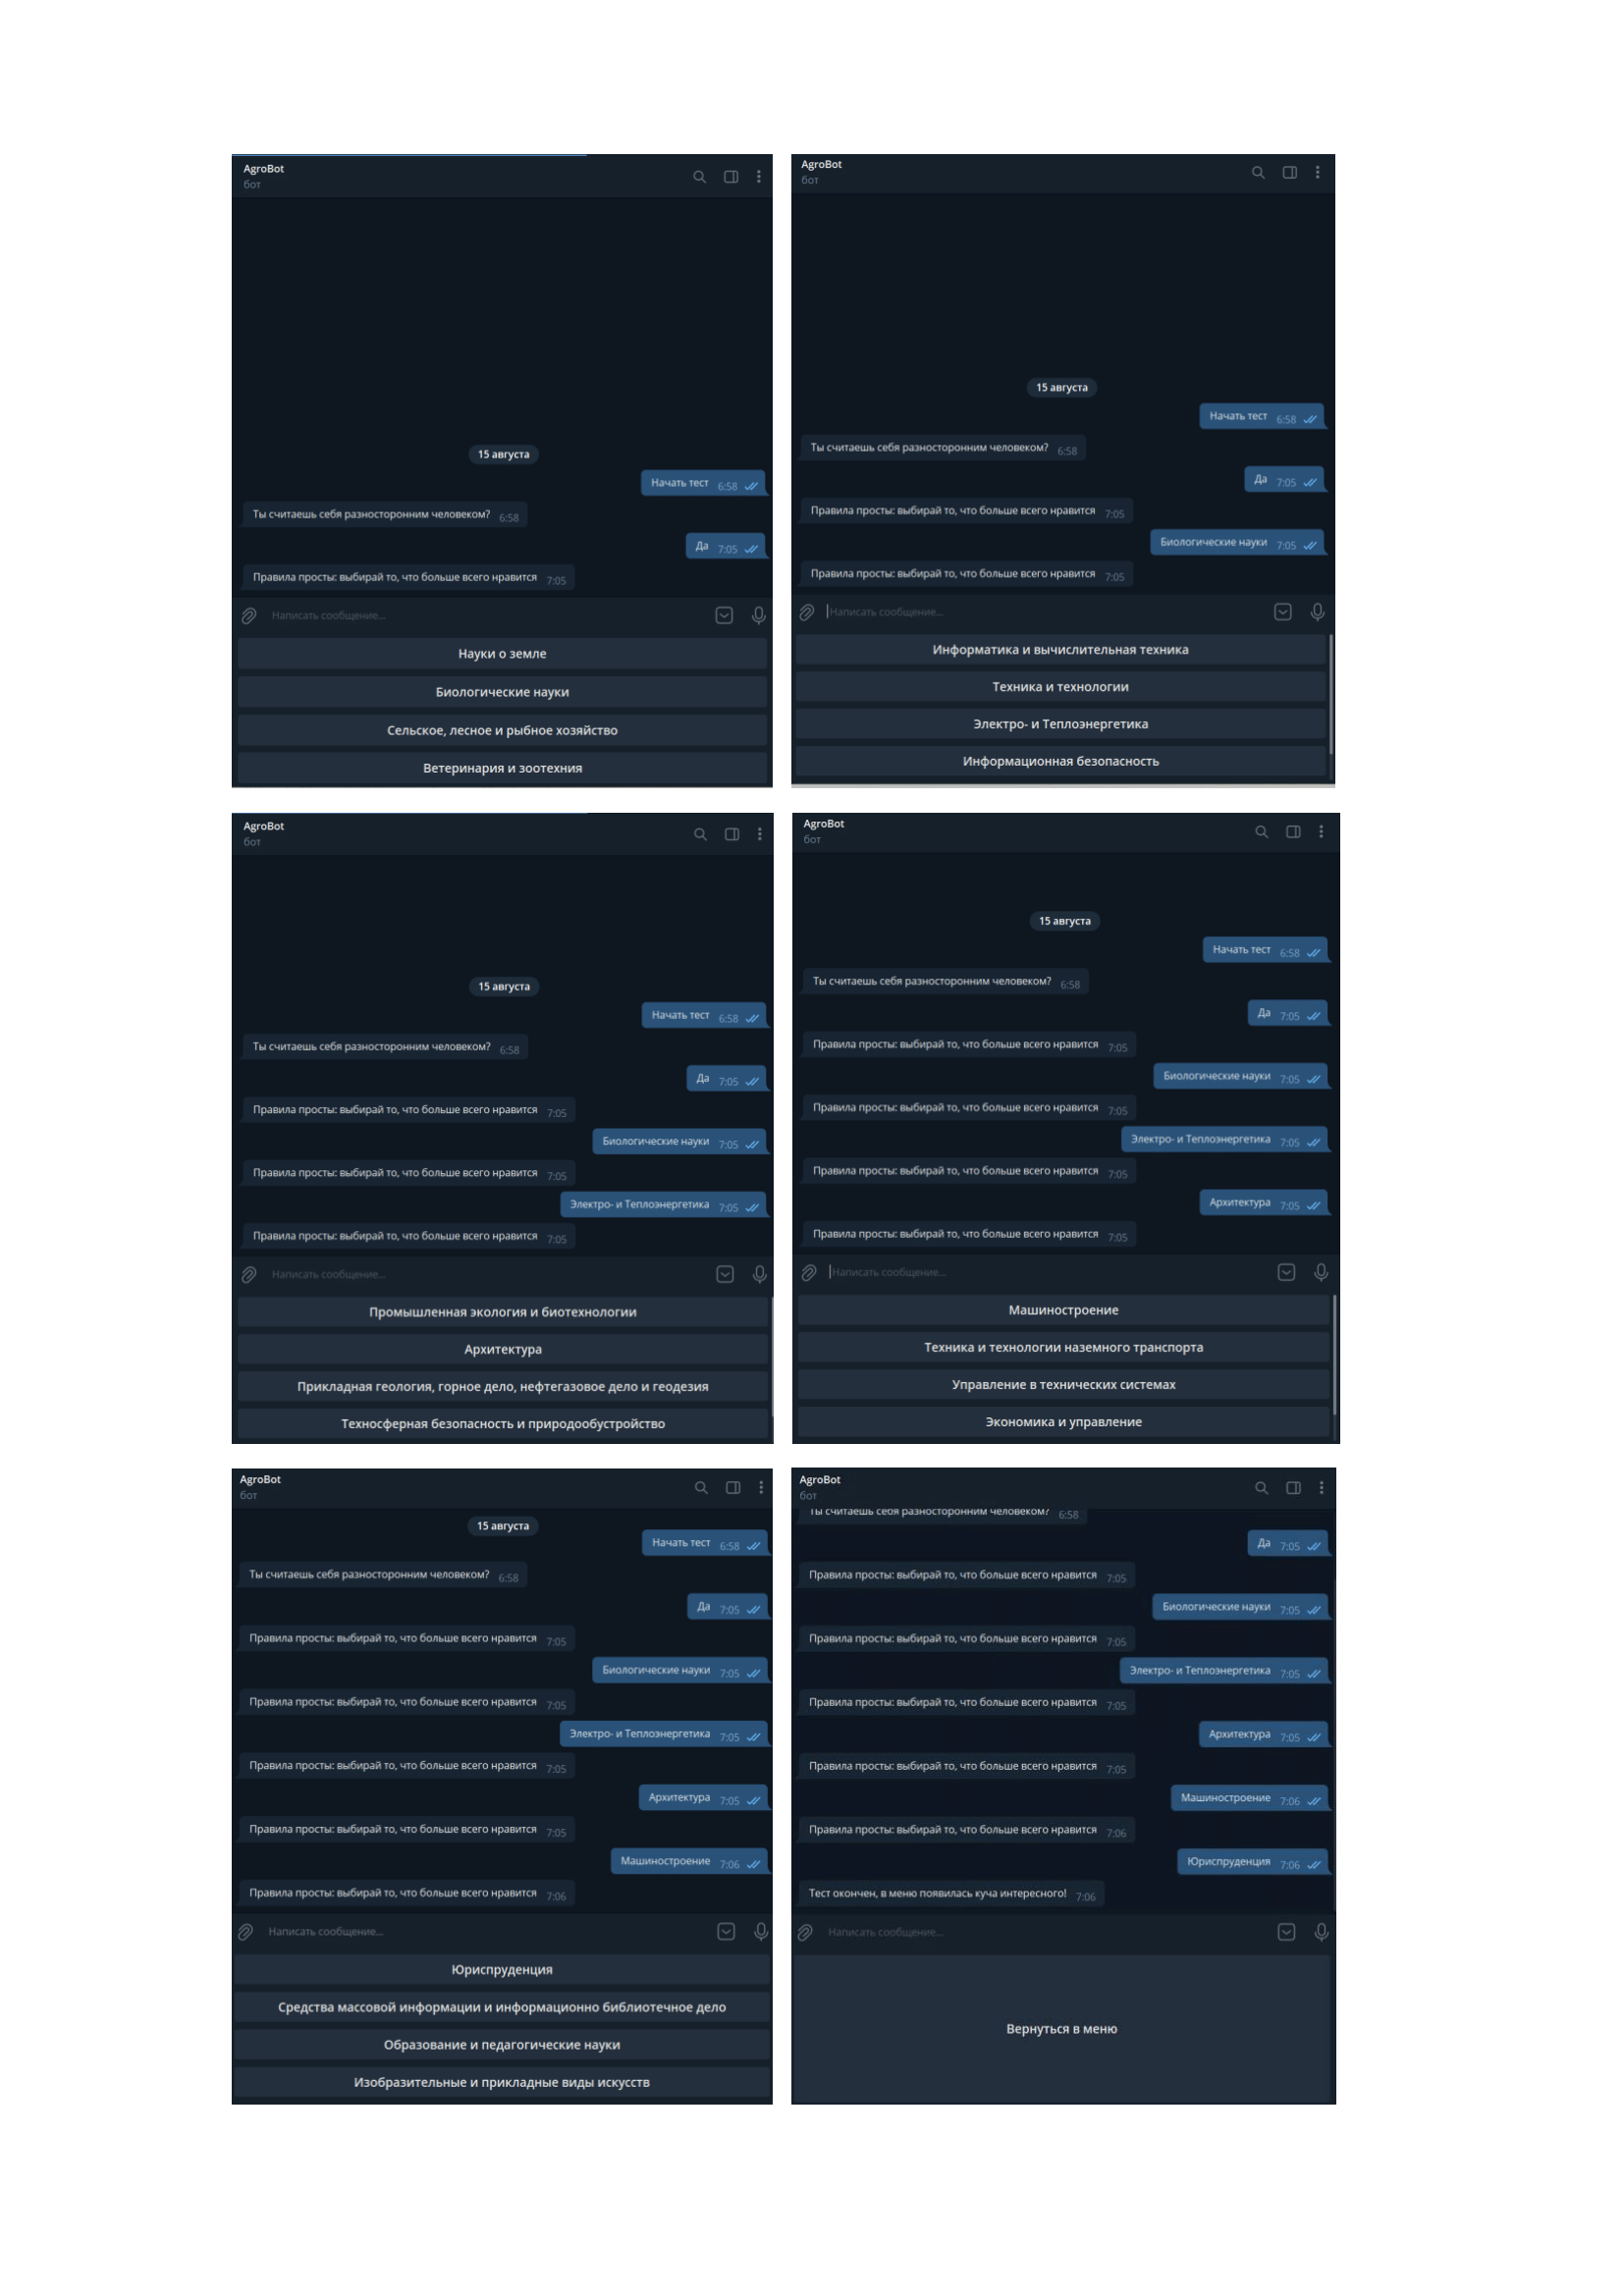 AgroBot
бот
15 августа
Начать тест 6:58
Ты считаешь себя разносторонним человеком? 6:58
Да 7:05
Правила просты: выбирай то, что больше всего нравится 7:05
Написать сообщение...
Науки о земле
Биологические науки
Сельское, лесное и рыбное хозяйство
Ветеринария и зоотехния
AgroBot
бот
15 августа
Начать тест 6:58
Ты считаешь себя разносторонним человеком? 6:58
Да 7:05
Правила просты: выбирай то, что больше всего нравится 7:05
Биологические науки 7:05
Правила просты: выбирай то, что больше всего нравится 7:05
Написать сообщение...
Информатика и вычислительная техника
Техника и технологии
Электро- и Теплоэнергетика
Информационная безопасность
AgroBot
бот
15 августа
Начать тест 6:58
Ты считаешь себя разносторонним человеком? 6:58
Да 7:05
Правила просты: выбирай то, что больше всего нравится 7:05
Биологические науки 7:05
Правила просты: выбирай то, что больше всего нравится 7:05
Электро- и Теплоэнергетика 7:05
Правила просты: выбирай то, что больше всего нравится 7:05
Написать сообщение...
Промышленная экология и биотехнологии
Архитектура
Прикладная геология, горное дело, нефтегазовое дело и геодезия
Техносферная безопасность и природообустройство
AgroBot
бот
15 августа
Начать тест 6:58
Ты считаешь себя разносторонним человеком? 6:58
Да 7:05
Правила просты: выбирай то, что больше всего нравится 7:05
Биологические науки 7:05
Правила просты: выбирай то, что больше всего нравится 7:05
Электро- и Теплоэнергетика 7:05
Правила просты: выбирай то, что больше всего нравится 7:05
Архитектура 7:05
Правила просты: выбирай то, что больше всего нравится 7:05
Написать сообщение...
Машиностроение
Техника и технологии наземного транспорта
Управление в технических системах
Экономика и управление
AgroBot
бот
15 августа
Начать тест 6:58
Ты считаешь себя разносторонним человеком? 6:58
Да 7:05
Правила просты: выбирай то, что больше всего нравится 7:05
Биологические науки 7:05
Правила просты: выбирай то, что больше всего нравится 7:05
Электро- и Теплоэнергетика 7:05
Правила просты: выбирай то, что больше всего нравится 7:05
Архитектура 7:05
Правила просты: выбирай то, что больше всего нравится 7:05
Машиностроение 7:06
Правила просты: выбирай то, что больше всего нравится 7:06
Написать сообщение...
Юриспруденция
Средства массовой информации и информационно библиотечное дело
Образование и педагогические науки
Изобразительные и прикладные виды искусств
AgroBot
бот
Ты считаешь себя разносторонним человеком? 6:58
Да 7:05
Правила просты: выбирай то, что больше всего нравится 7:05
Биологические науки 7:05
Правила просты: выбирай то, что больше всего нравится 7:05
Электро- и Теплоэнергетика 7:05
Правила просты: выбирай то, что больше всего нравится 7:05
Архитектура 7:05
Правила просты: выбирай то, что больше всего нравится 7:05
Машиностроение 7:06
Правила просты: выбирай то, что больше всего нравится 7:06
Юриспруденция 7:06
Тест окончен, в меню появилась куча интересного! 7:06
Написать сообщение...
Вернуться в меню